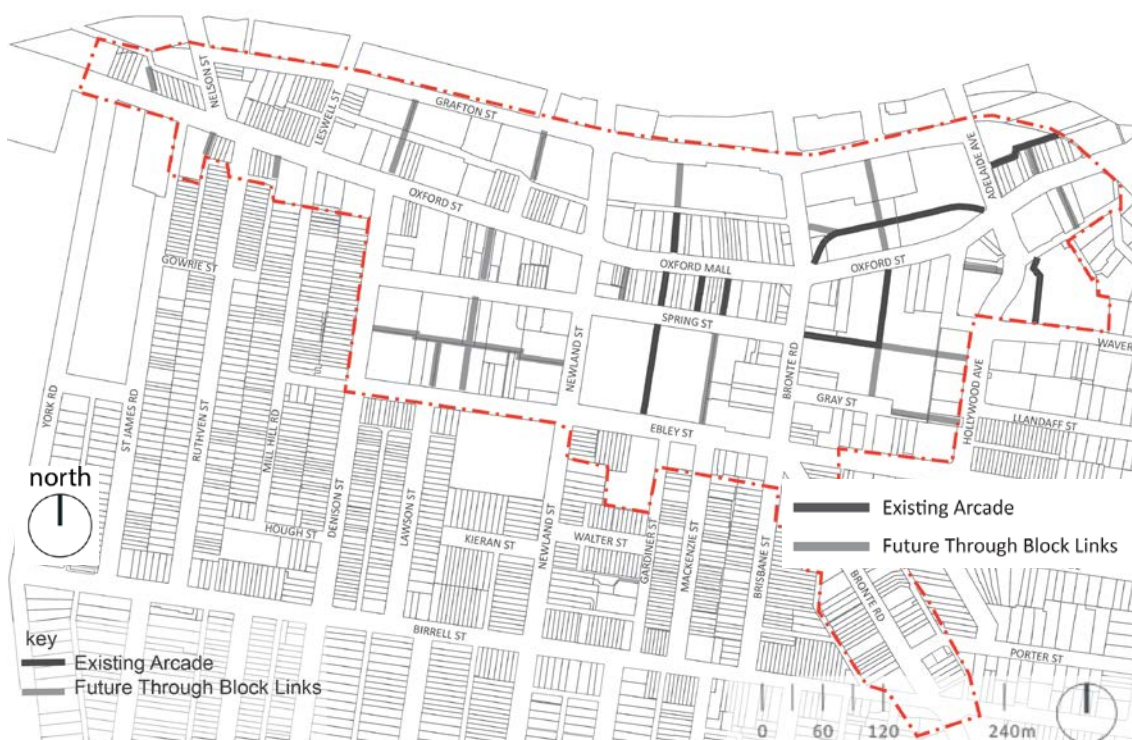 NELSON ST
LESWELL ST
GRAFTON ST
ADELAIDE AVE
OXFORD ST
OXFORD MALL
OXFORD ST
GOWRIE ST
SPRING ST
NEWLAND ST
BRONTE RD
HOLLYWOOD AVE
WAVER
GRAY ST
LLANDAFF ST
EBLEY ST
YORK RD
ST JAMES RD
RUTHVEN ST
MILL HILL RD
DENISON ST
LAWSON ST
HOUGH ST
KIERAN ST
NEWLAND ST
WALTER ST
GARDINER ST
MACKENZIE ST
BRISBANE ST
BRONTE RD
BIRRELL ST
PORTER ST
north
Existing Arcade
Future Through Block Links
key
Existing Arcade
Future Through Block Links
0 60 120 240m